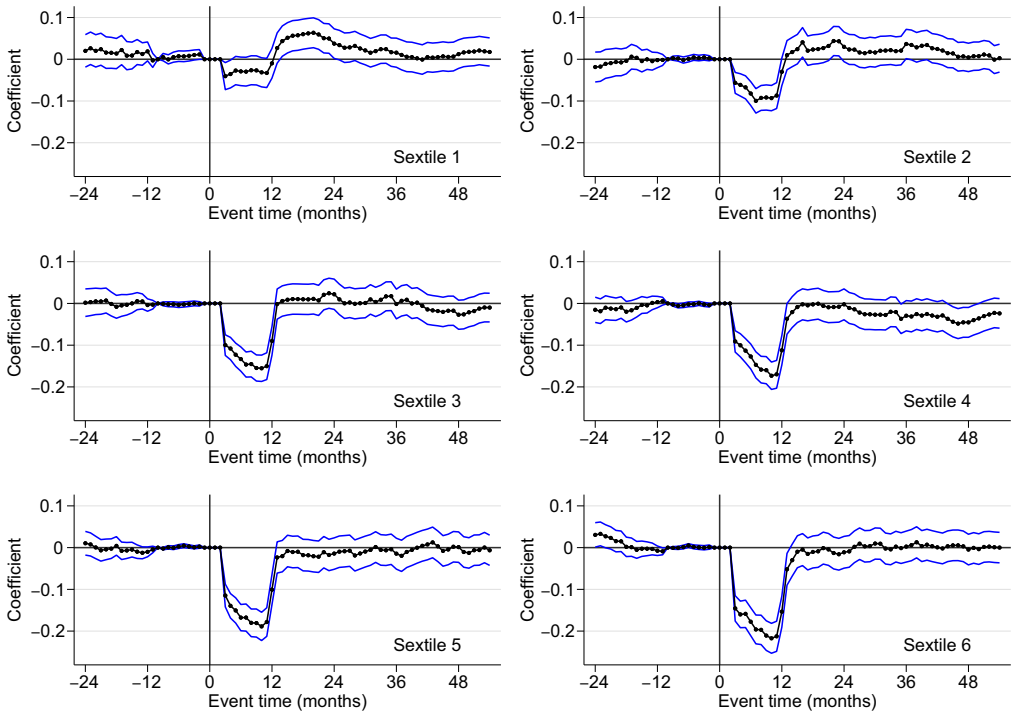 0.1
0
−0.1
−0.2
Coefficient
Sextile 1
−24 −12 0 12 24 36 48
Event time (months)
0.1
0
−0.1
−0.2
Coefficient
Sextile 2
−24 −12 0 12 24 36 48
Event time (months)
0.1
0
−0.1
−0.2
Coefficient
Sextile 3
−24 −12 0 12 24 36 48
Event time (months)
0.1
0
−0.1
−0.2
Coefficient
Sextile 4
−24 −12 0 12 24 36 48
Event time (months)
0.1
0
−0.1
−0.2
Coefficient
Sextile 5
−24 −12 0 12 24 36 48
Event time (months)
0.1
0
−0.1
−0.2
Coefficient
Sextile 6
−24 −12 0 12 24 36 48
Event time (months)